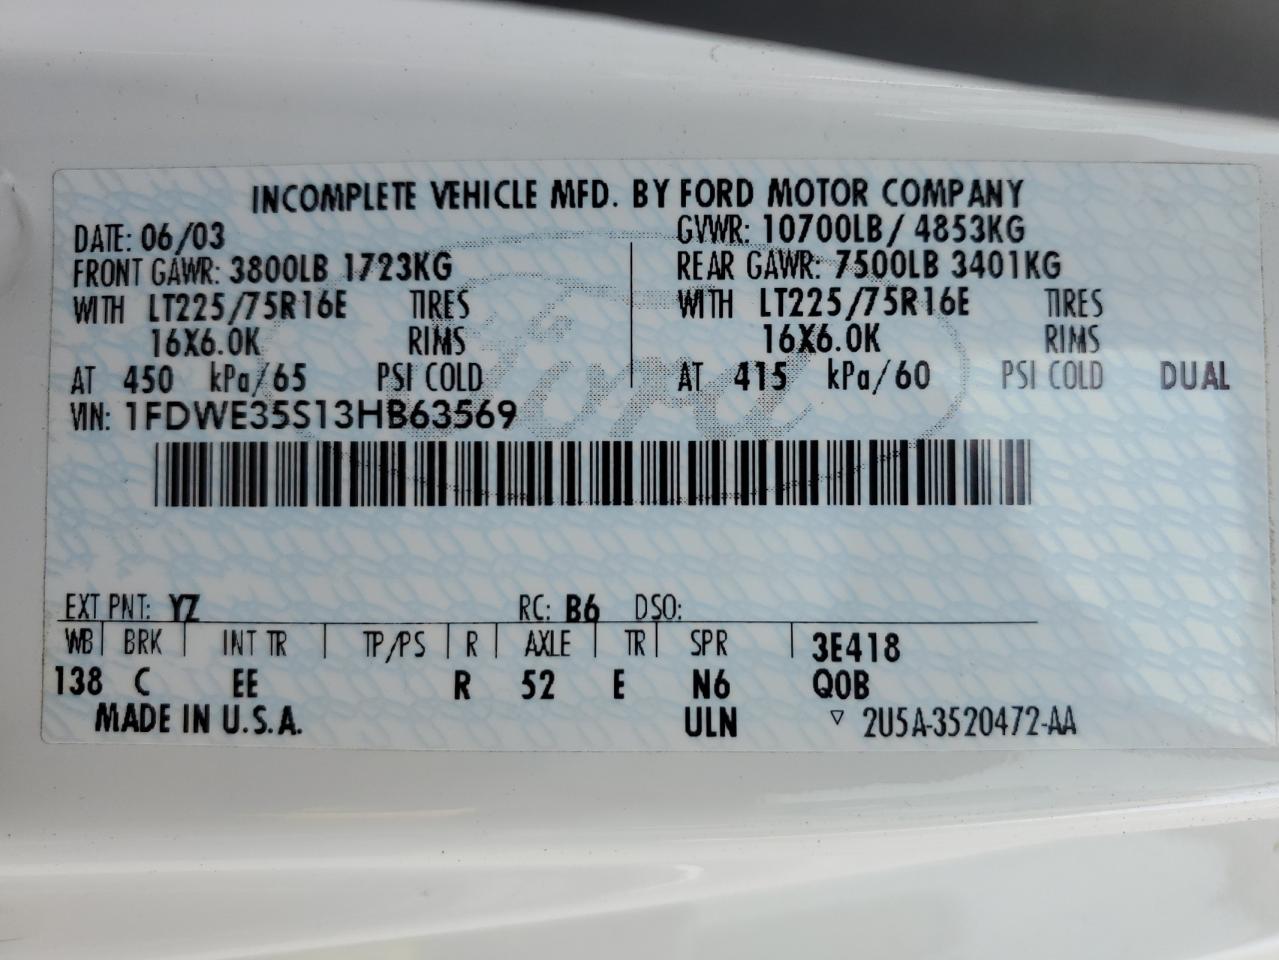 INCOMPLETE VEHICLE MFD. BY FORD MOTOR COMPANY
DATE: 06/03 GVWR: 10700LB / 4853KG
FRONT GAWR: 3800LB 1723KG REAR GAWR: 7500LB 3401KG
WITH LT225/75R16E TIRES WITH LT225/75R16E TIRES
16X6.0K RIMS 16X6.0K RIMS
AT 450 kPa/65 PSI COLD AT 415 kPa/60 PSI COLD DUAL
VIN: 1FDWE35S13HB63569
Ford
EXT PNT: YZ RC: B6 DSO:
WB BRK INT TR TP/PS R AXLE TR SPR 3E418
138 C EE R 52 E N6 Q0B
MADE IN U.S.A. ULN ▽ 2U5A-3520472-AA